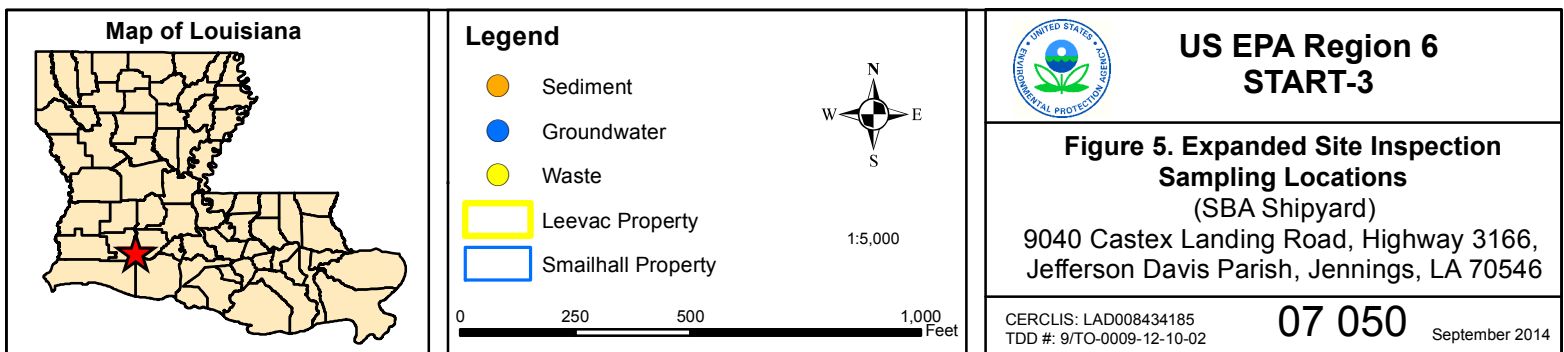 Map of Louisiana
Legend
Sediment
Groundwater
Waste
Leevac Property
Smailhall Property
N
W
E
S
1:5,000
0 250 500 1,000
Feet
UNITED STATES
ENVIRONMENTAL PROTECTION AGENCY
US EPA Region 6
START-3
Figure 5. Expanded Site Inspection
Sampling Locations
(SBA Shipyard)
9040 Castex Landing Road, Highway 3166,
Jefferson Davis Parish, Jennings, LA 70546
CERCLIS: LAD008434185
TDD #: 9/TO-0009-12-10-02
07 050
September 2014